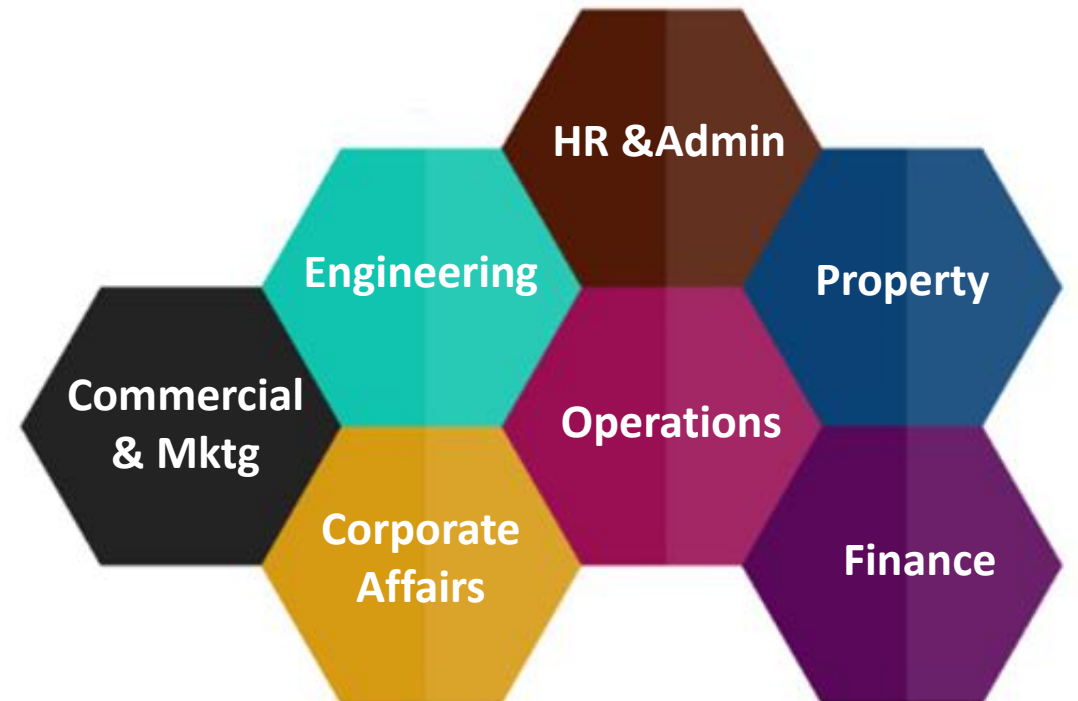 HR &Admin
Engineering
Property
Commercial
& Mktg
Operations
Corporate
Affairs
Finance